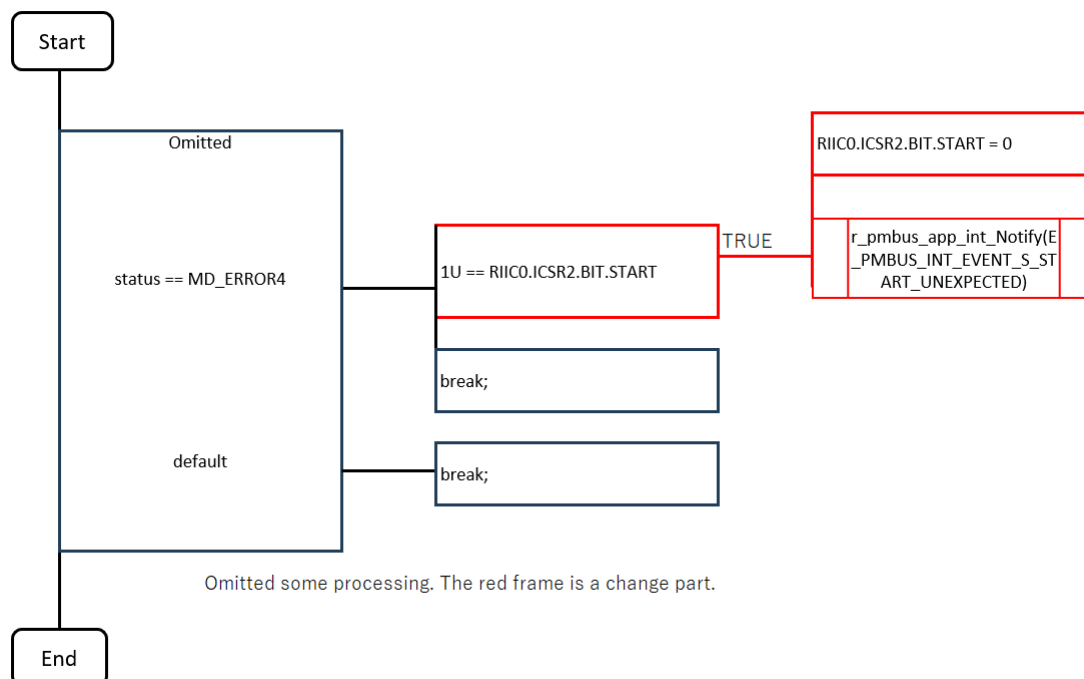 Start
Omitted
status == MD_ERROR4
default
1U == RIIC0.ICSR2.BIT.START
TRUE
RIIC0.ICSR2.BIT.START = 0
r_pmbus_app_int_Notify(E
_PMBUS_INT_EVENT_S_ST
ART_UNEXPECTED)
break;
break;
Omitted some processing. The red frame is a change part.
End